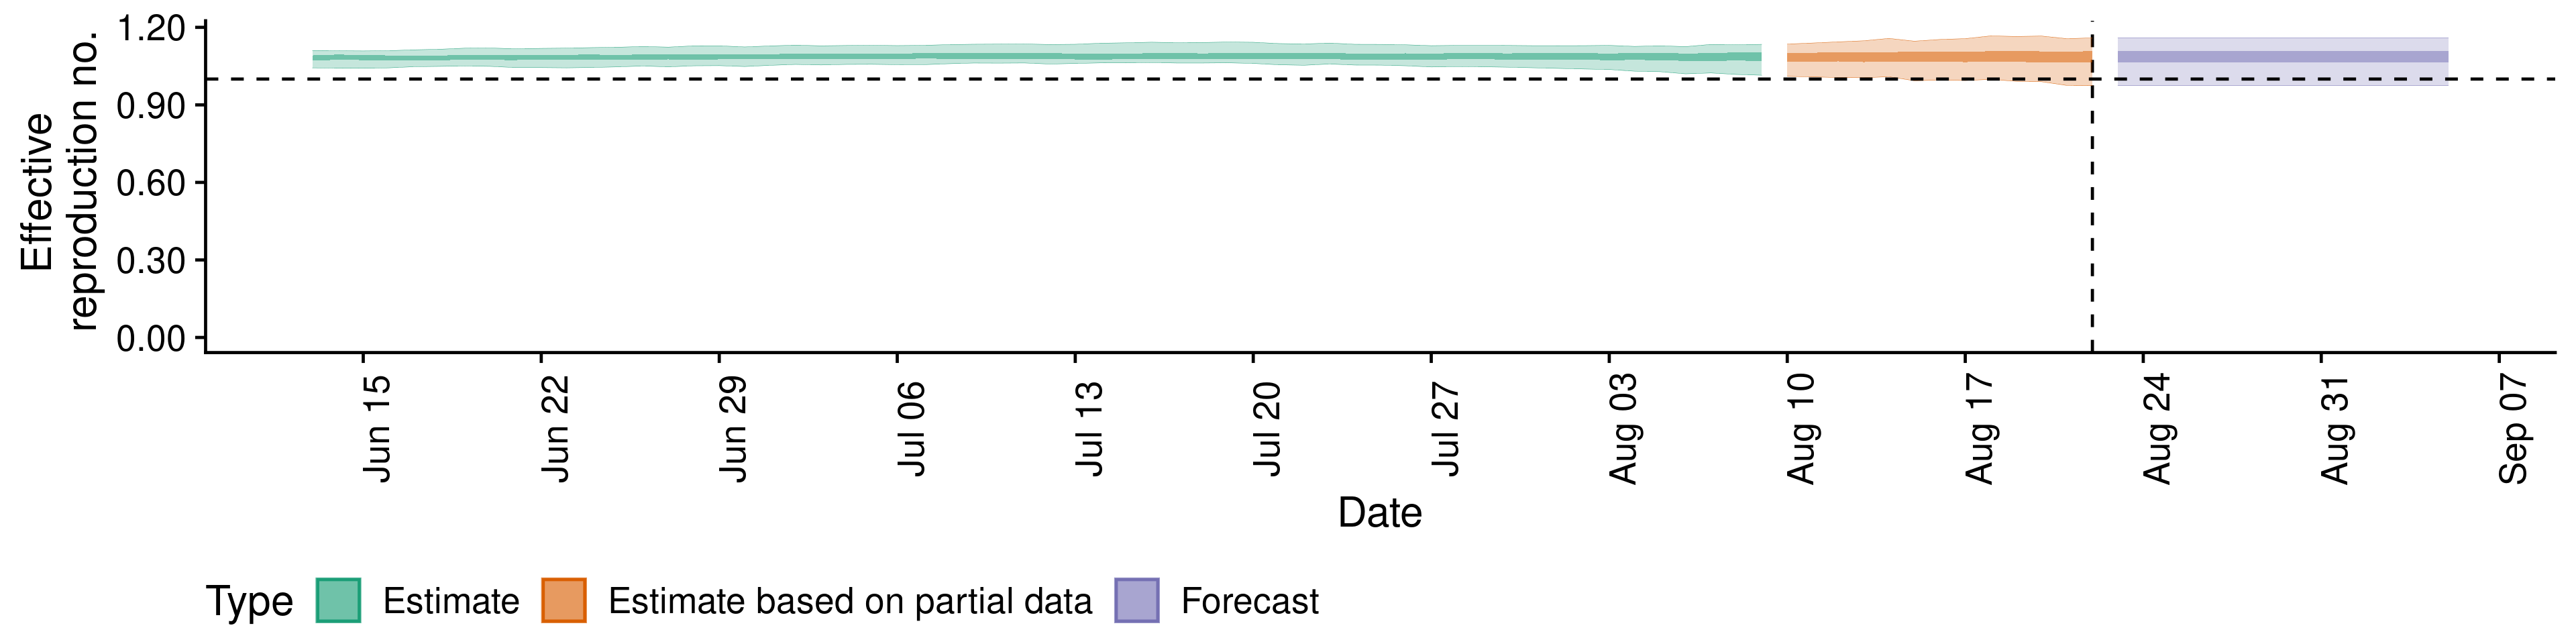 Effective
reproduction no.
1.20
0.90
0.60
0.30
0.00
Jun 15
Jun 22
Jun 29
Jul 06
Jul 13
Jul 20
Jul 27
Aug 03
Aug 10
Aug 17
Aug 24
Aug 31
Sep 07
Date
Type Estimate Estimate based on partial data Forecast